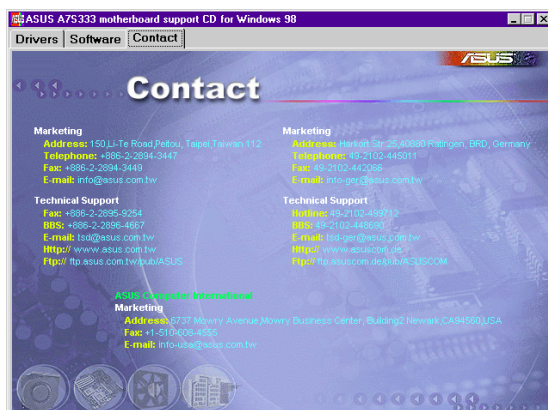 ASUS A7S333 motherboard support CD for Windows 98
Drivers Software Contact
ASUS
Contact
Marketing
Address: 150,Li-Te Road,Peitou, Taipei,Taiwan 112
Telephone: +886-2-2894-3447
Fax: +886-2-2894-3449
E-mail: info@asus.com.tw
Technical Support
Fax: +886-2-2895-9254
BBS: +886-2-2896-4667
E-mail: tsd@asus.com.tw
Http:// www.asus.com.tw
Ftp:// ftp.asus.com.tw/pub/ASUS
Marketing
Address: Harkort Str.25,40880 Ratingen, BRD, Germany
Telephone: 49-2102-445011
Fax: 49-2102-442066
E-mail: info-ger@asus.com.tw
Technical Support
Hotline: 49-2102-499712
BBS: 49-2102-448690
E-mail: tsd-ger@asus.com.tw
Http:// www.asuscom.de
Ftp:// ftp.asuscom.de/pub/ASUSCOM
ASUS Computer International
Marketing
Address: 6737 Mowry Avenue,Mowry Business Center, Building2 Newark,CA94560,USA
Fax: +1-510-608-4555
E-mail: info-usa@asus.com.tw